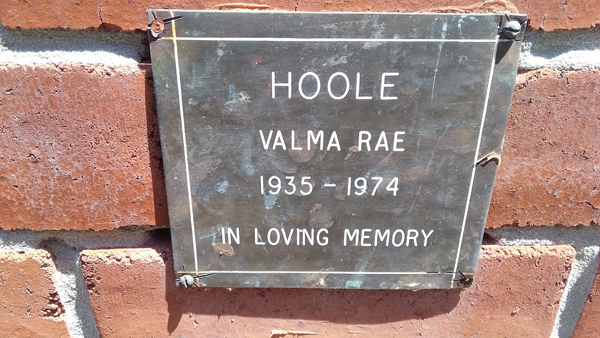 HOOLE
VALMA RAE
1935 - 1974
IN LOVING MEMORY